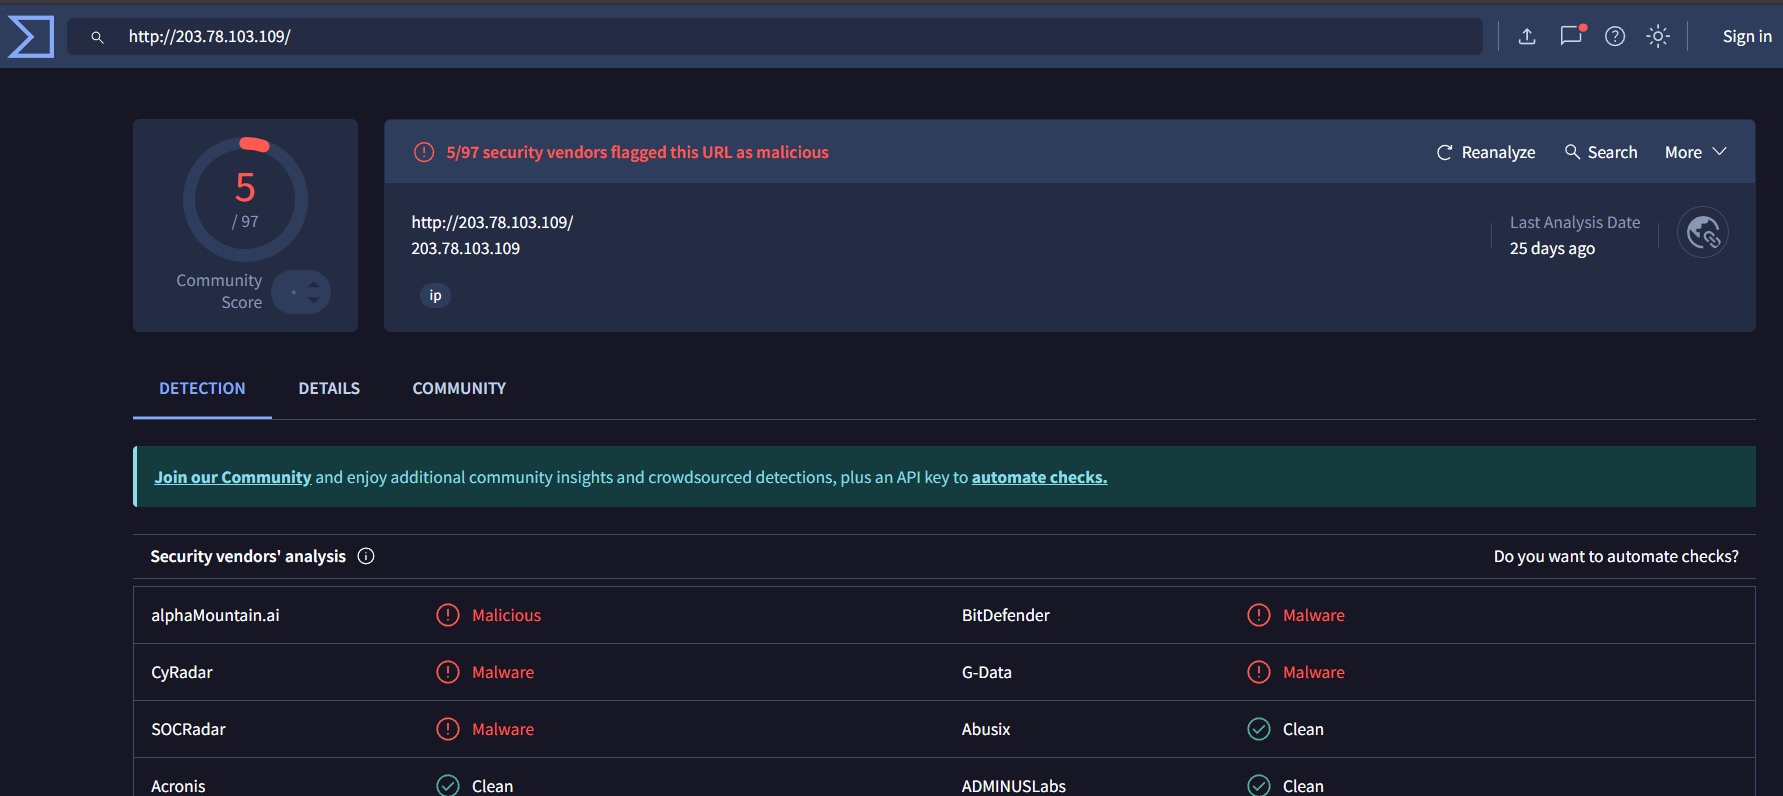 http://203.78.103.109/
Sign in
5
/ 97
Community
Score
5/97 security vendors flagged this URL as malicious
Reanalyze
Search
More
http://203.78.103.109/
203.78.103.109
ip
Last Analysis Date
25 days ago
DETECTION
DETAILS
COMMUNITY
Join our Community and enjoy additional community insights and crowdsourced detections, plus an API key to automate checks.
Security vendors' analysis
Do you want to automate checks?
alphaMountain.ai Malicious BitDefender Malware
CyRadar Malware G-Data Malware
SOCRadar Malware Abusix Clean
Acronis Clean ADMINUSLabs Clean